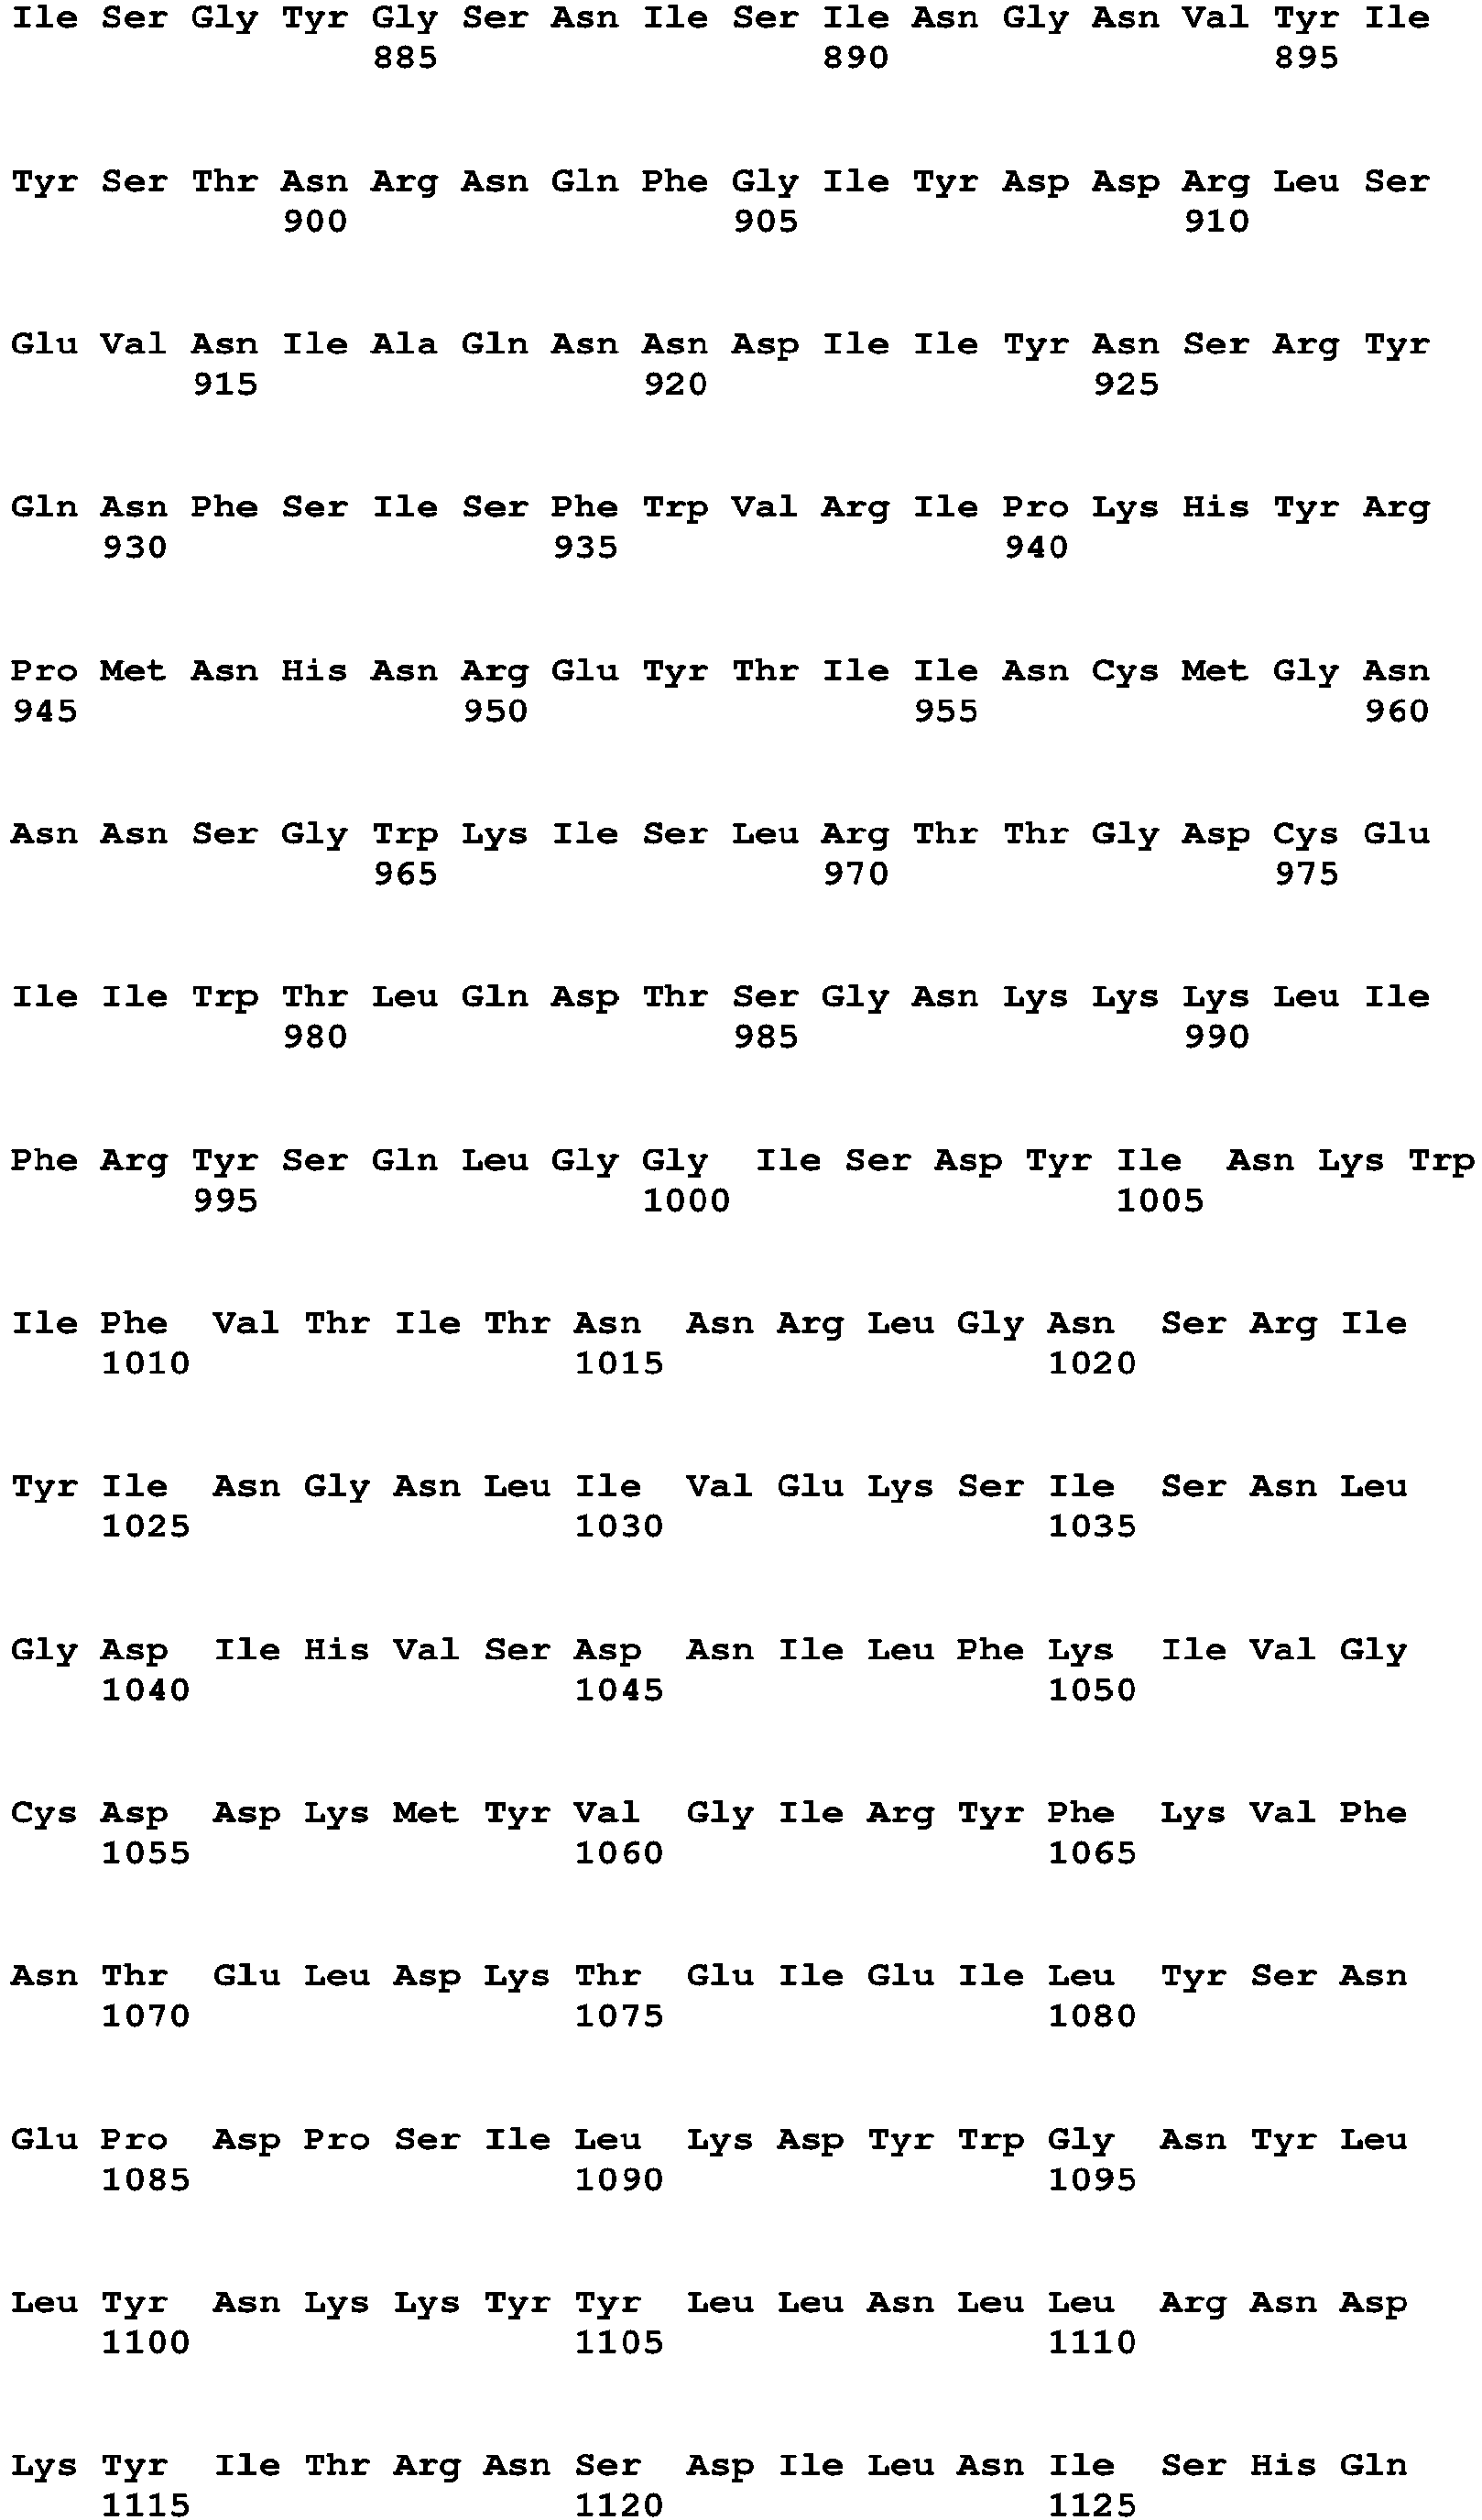 Ile Ser Gly Tyr Gly Ser Asn Ile Ser Ile Asn Gly Asn Val Tyr Ile
885 890 895
Tyr Ser Thr Asn Arg Asn Gln Phe Gly Ile Tyr Asp Asp Arg Leu Ser
900 905 910
Glu Val Asn Ile Ala Gln Asn Asn Asp Ile Ile Tyr Asn Ser Arg Tyr
915 920 925
Gln Asn Phe Ser Ile Ser Phe Trp Val Arg Ile Pro Lys His Tyr Arg
930 935 940
Pro Met Asn His Asn Arg Glu Tyr Thr Ile Ile Asn Cys Met Gly Asn
945 950 955 960
Asn Asn Ser Gly Trp Lys Ile Ser Leu Arg Thr Thr Gly Asp Cys Glu
965 970 975
Ile Ile Trp Thr Leu Gln Asp Thr Ser Gly Asn Lys Lys Lys Leu Ile
980 985 990
Phe Arg Tyr Ser Gln Leu Gly Gly Ile Ser Asp Tyr Ile Asn Lys Trp
995 1000 1005
Ile Phe Val Thr Ile Thr Asn Asn Arg Leu Gly Asn Ser Arg Ile
1010 1015 1020
Tyr Ile Asn Gly Asn Leu Ile Val Glu Lys Ser Ile Ser Asn Leu
1025 1030 1035
Gly Asp Ile His Val Ser Asp Asn Ile Leu Phe Lys Ile Val Gly
1040 1045 1050
Cys Asp Asp Lys Met Tyr Val Gly Ile Arg Tyr Phe Lys Val Phe
1055 1060 1065
Asn Thr Glu Leu Asp Lys Thr Glu Ile Glu Ile Leu Tyr Ser Asn
1070 1075 1080
Glu Pro Asp Pro Ser Ile Leu Lys Asp Tyr Trp Gly Asn Tyr Leu
1085 1090 1095
Leu Tyr Asn Lys Lys Tyr Tyr Leu Leu Asn Leu Leu Arg Asn Asp
1100 1105 1110
Lys Tyr Ile Thr Arg Asn Ser Asp Ile Leu Asn Ile Ser His Gln
1115 1120 1125